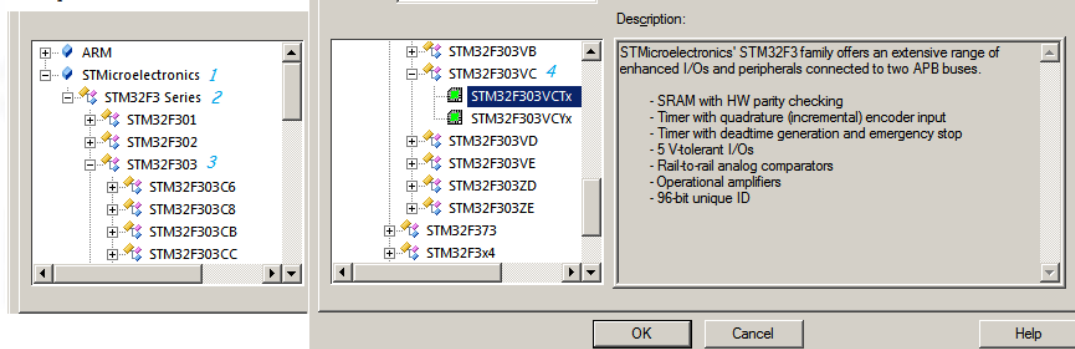 ARM
STMicroelectronics 1
STM32F3 Series 2
STM32F301
STM32F302
STM32F303 3
STM32F303C6
STM32F303C8
STM32F303CB
STM32F303CC
STM32F303VB
STM32F303VC 4
STM32F303VCTx
STM32F303VCYx
STM32F303VD
STM32F303VE
STM32F303ZD
STM32F303ZE
STM32F373
STM32F3x4
Description:
STMicroelectronics' STM32F3 family offers an extensive range of
enhanced I/Os and peripherals connected to two APB buses.
- SRAM with HW parity checking
- Timer with quadrature (incremental) encoder input
- Timer with deadtime generation and emergency stop
- 5 V-tolerant I/Os
- Rail-to-rail analog comparators
- Operational amplifiers
- 96-bit unique ID
OK
Cancel
Help